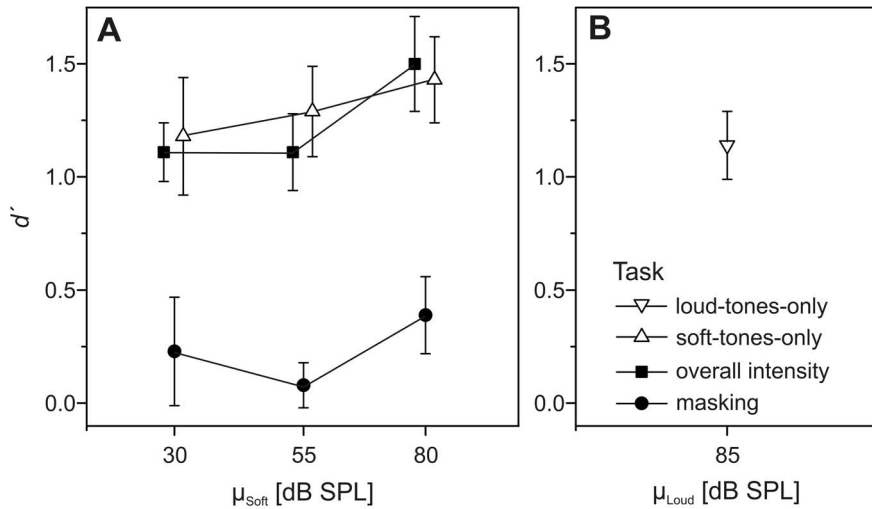 A
B
1.5
1.0
0.5
0.0
d´
30
55
80
μSoft [dB SPL]
1.5
1.0
0.5
0.0
Task
loud-tones-only
soft-tones-only
overall intensity
masking
85
μLoud [dB SPL]